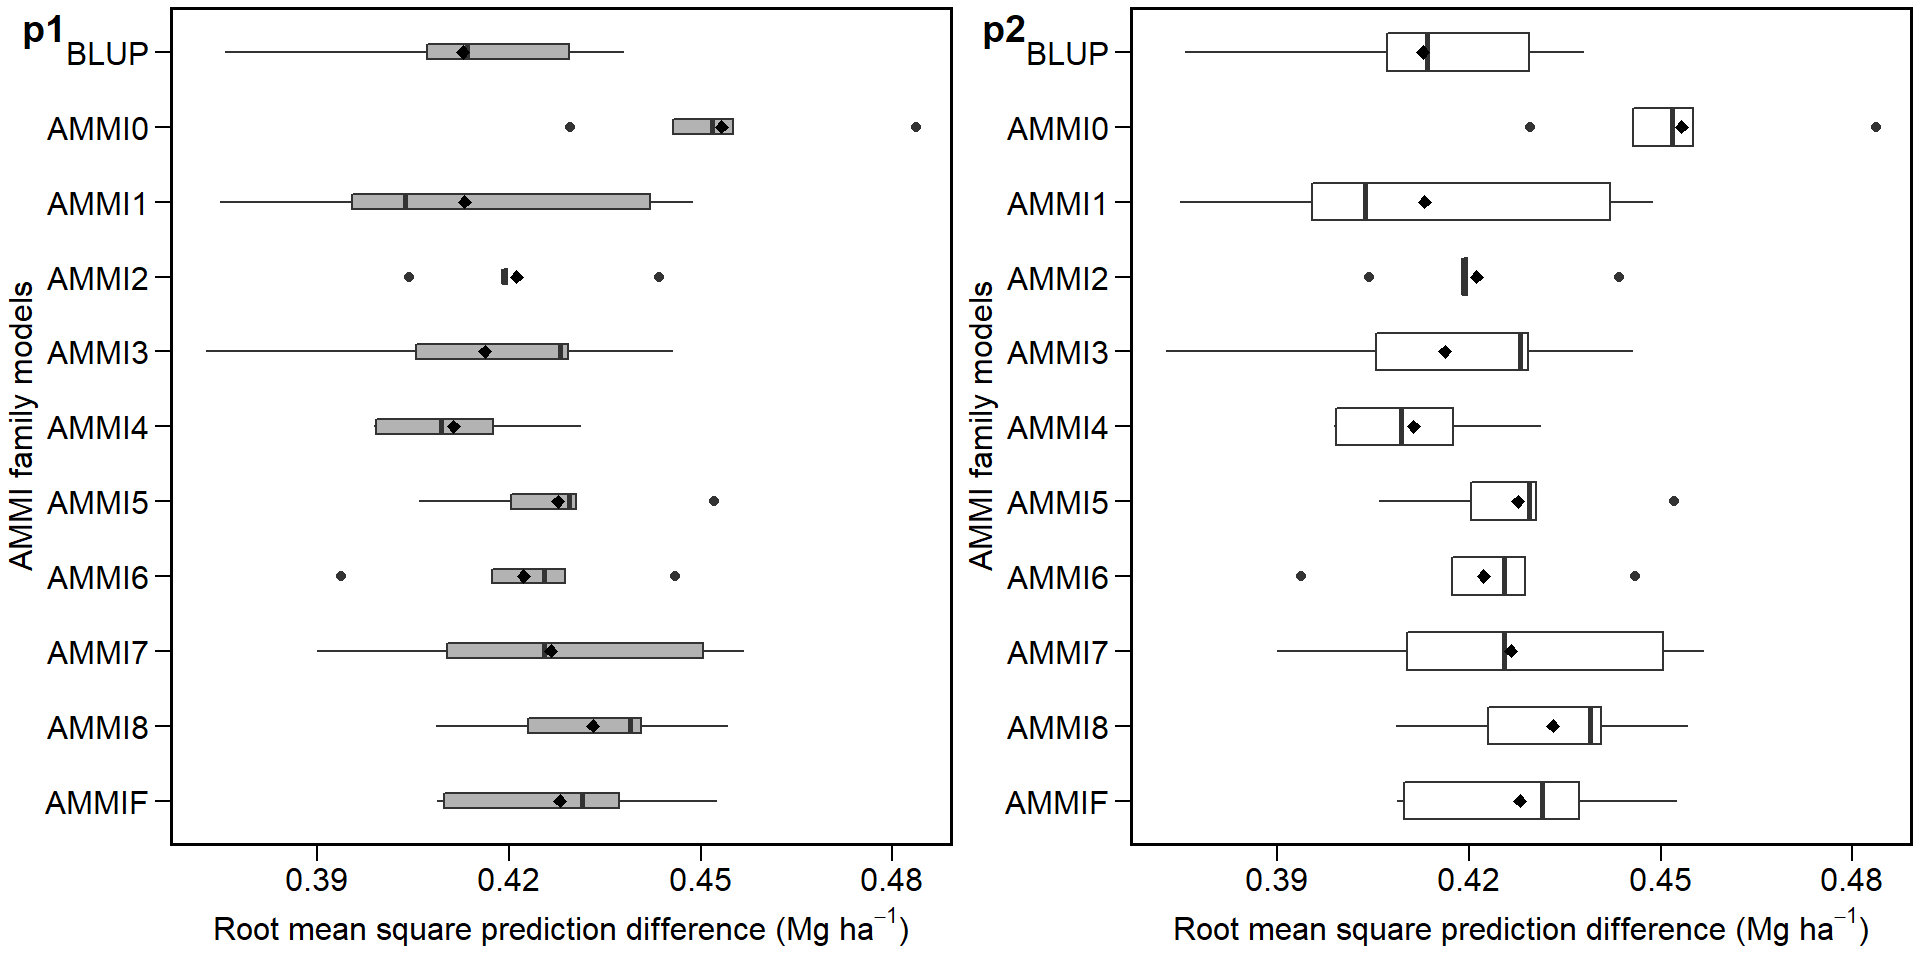 p1
BLUP
AMMI0
AMMI1
AMMI2
AMMI3
AMMI4
AMMI5
AMMI6
AMMI7
AMMI8
AMMIF
AMMI family models
0.39 0.42 0.45 0.48
Root mean square prediction difference (Mg ha⁻¹)
p2
BLUP
AMMI0
AMMI1
AMMI2
AMMI3
AMMI4
AMMI5
AMMI6
AMMI7
AMMI8
AMMIF
AMMI family models
0.39 0.42 0.45 0.48
Root mean square prediction difference (Mg ha⁻¹)